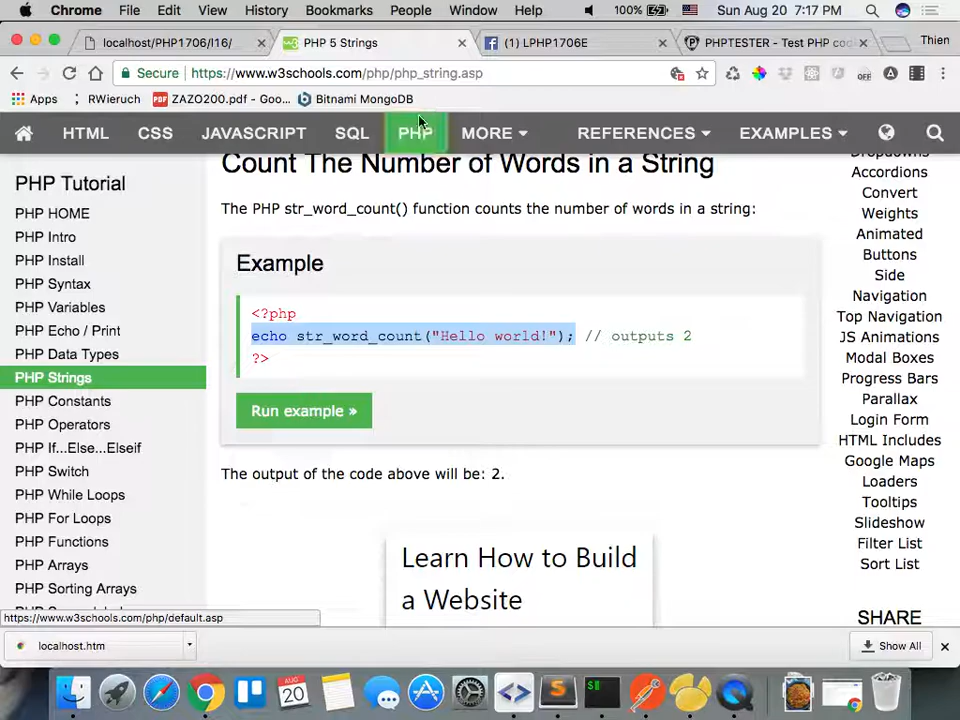 Chrome File Edit View History Bookmarks People Window Help 100% Sun Aug 20 7:17 PM
localhost/PHP1706/l16/ PHP 5 Strings (1) LPHP1706E PHPTESTER - Test PHP cod Thien
Secure https://www.w3schools.com/php/php_string.asp OFF
Apps RWieruch ZAZO200.pdf - Goo... Bitnami MongoDB
HTML CSS JAVASCRIPT SQL PHP MORE REFERENCES EXAMPLES
PHP Tutorial
PHP HOME
PHP Intro
PHP Install
PHP Syntax
PHP Variables
PHP Echo / Print
PHP Data Types
PHP Strings
PHP Constants
PHP Operators
PHP If...Else...Elseif
PHP Switch
PHP While Loops
PHP For Loops
PHP Functions
PHP Arrays
PHP Sorting Arrays
Count The Number of Words in a String
The PHP str_word_count() function counts the number of words in a string:
Example
<?php
echo str_word_count("Hello world!"); // outputs 2
?>
Run example »
The output of the code above will be: 2.
Learn How to Build
a Website
Dropdowns
Accordions
Convert
Weights
Animated
Buttons
Side
Navigation
Top Navigation
JS Animations
Modal Boxes
Progress Bars
Parallax
Login Form
HTML Includes
Google Maps
Loaders
Tooltips
Slideshow
Filter List
Sort List
SHARE
https://www.w3schools.com/php/default.asp
localhost.htm Show All
AUG
20